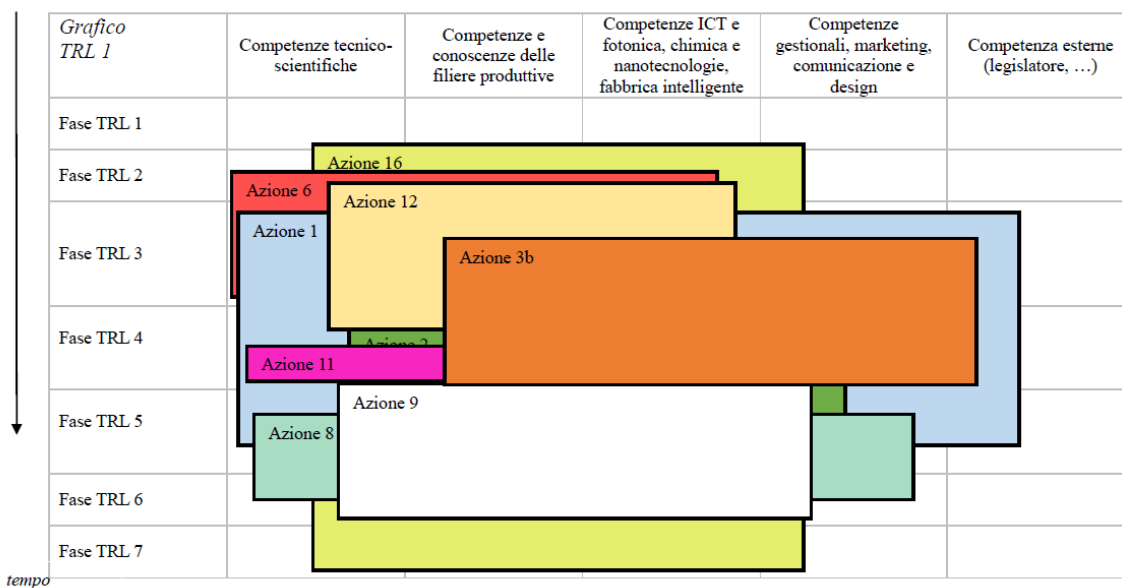 Grafico
TRL 1
Competenze tecnico-
scientifiche
Competenze e
conoscenze delle
filiere produttive
Competenze ICT e
fotonica, chimica e
nanotecnologie,
fabbrica intelligente
Competenze
gestionali, marketing,
comunicazione e
design
Competenza esterne
(legislatore, …)
Fase TRL 1
Fase TRL 2
Azione 16
Azione 6
Azione 12
Azione 1
Fase TRL 3
Azione 3b
Fase TRL 4
Azione
Azione 11
Azione 9
Fase TRL 5
Azione 8
Fase TRL 6
Fase TRL 7
tempo